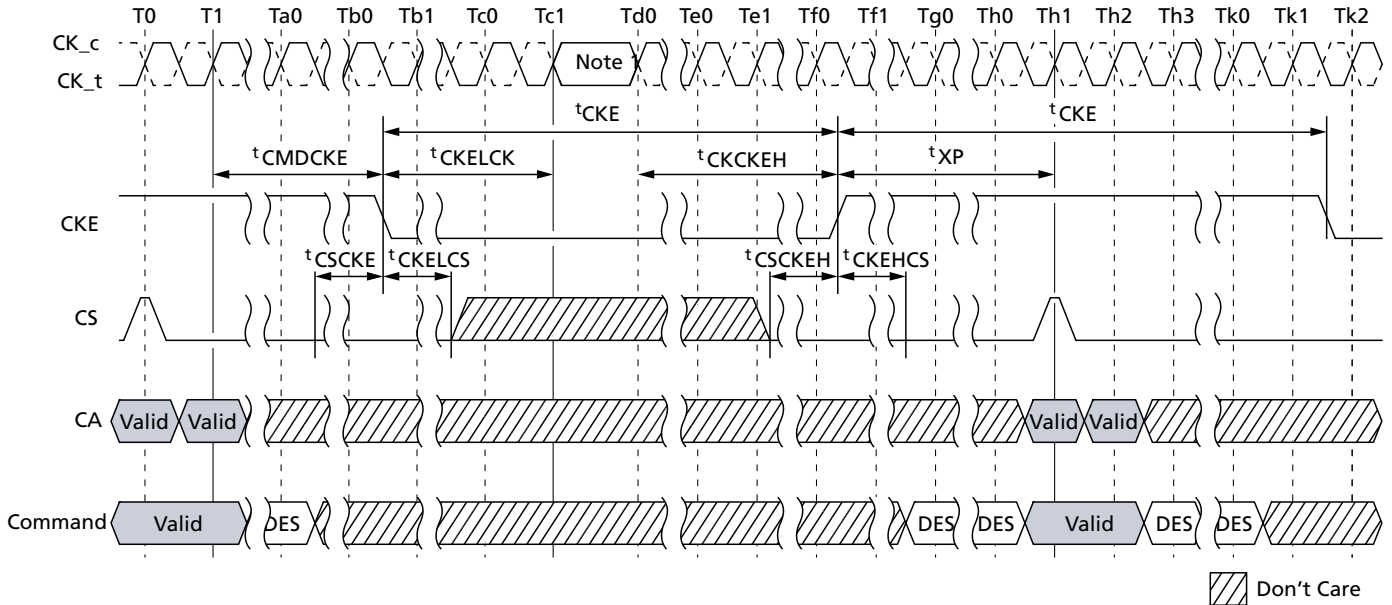 T0 T1 Ta0 Tb0 Tb1 Tc0 Tc1 Td0 Te0 Te1 Tf0 Tf1 Tg0 Th0 Th1 Th2 Th3 Tk0 Tk1 Tk2
CK_c
CK_t
Note 1
tCKE tCKE
tCMDCKE tCKELCK tCKCKEH tXP
CKE
tCSCKE tCKELCS tCSCKEH tCKEHCS
CS
CA Valid Valid Valid Valid
Command Valid DES DES DES Valid DES DES
Don't Care